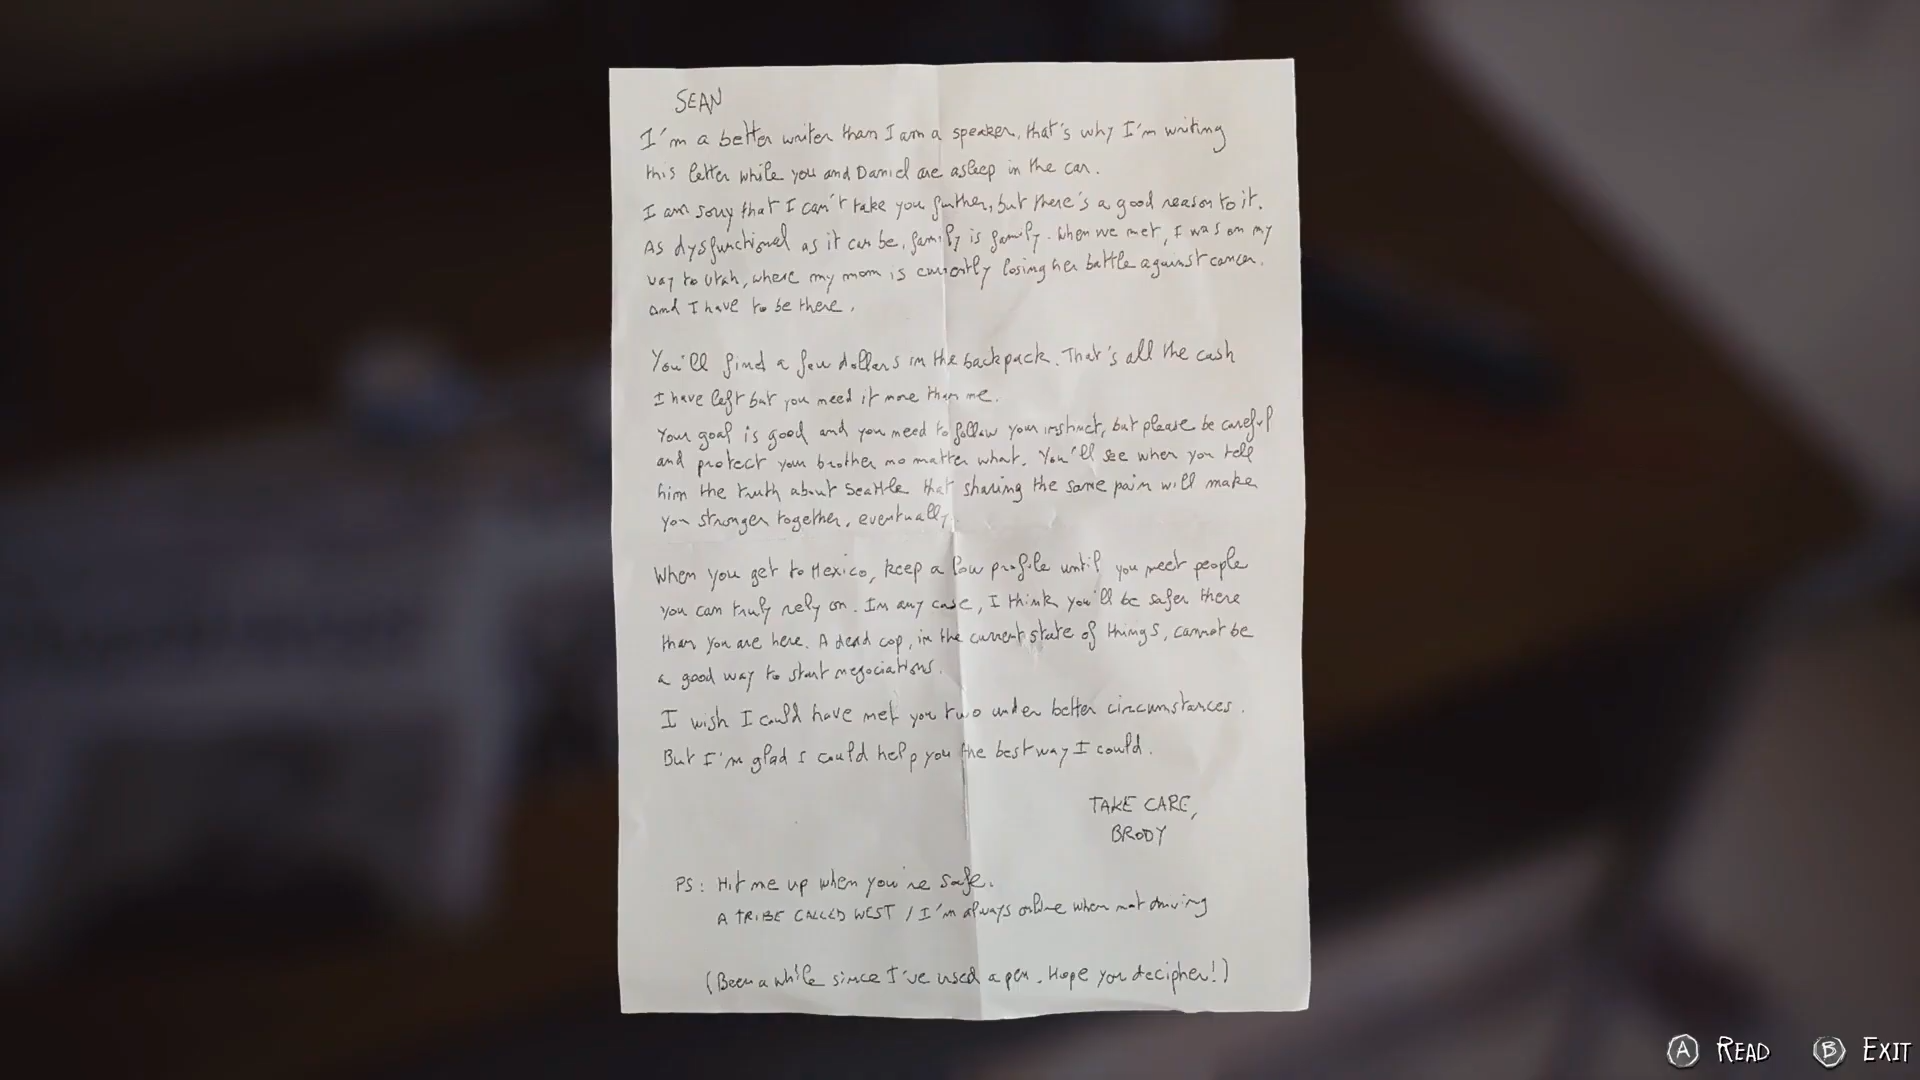 SEAN
I'm a better writer than I am a speaker, that's why I'm writing
this letter while you and Daniel are asleep in the car.
I am sorry that I can't take you further, but there's a good reason to it.
As dysfunctional as it can be, family is family. When we met, I was on my
way to Utah, where my mom is currently losing her battle against cancer.
and I have to be there.
You'll find a few dollars in the backpack. That's all the cash
I have left but you need it more than me.
Your goal is good and you need to follow your instinct, but please be careful
and protect your brother no matter what. You'll see when you tell
him the truth about Seattle that sharing the same pain will make
you stronger together, eventually.
When you get to Mexico, keep a low profile until you meet people
you can truly rely on. In any case, I think you'll be safer there
than you are here. A dead cop, in the current state of things, cannot be
a good way to start negociations.
I wish I could have met you two under better circumstances.
But I'm glad I could help you the best way I could.
TAKE CARE,
BRODY
PS: Hit me up when you're safe.
A TRIBE CALLED WEST / I'm always online when not driving
(Been a while since I've used a pen. Hope you decipher!)
A READ B EXIT